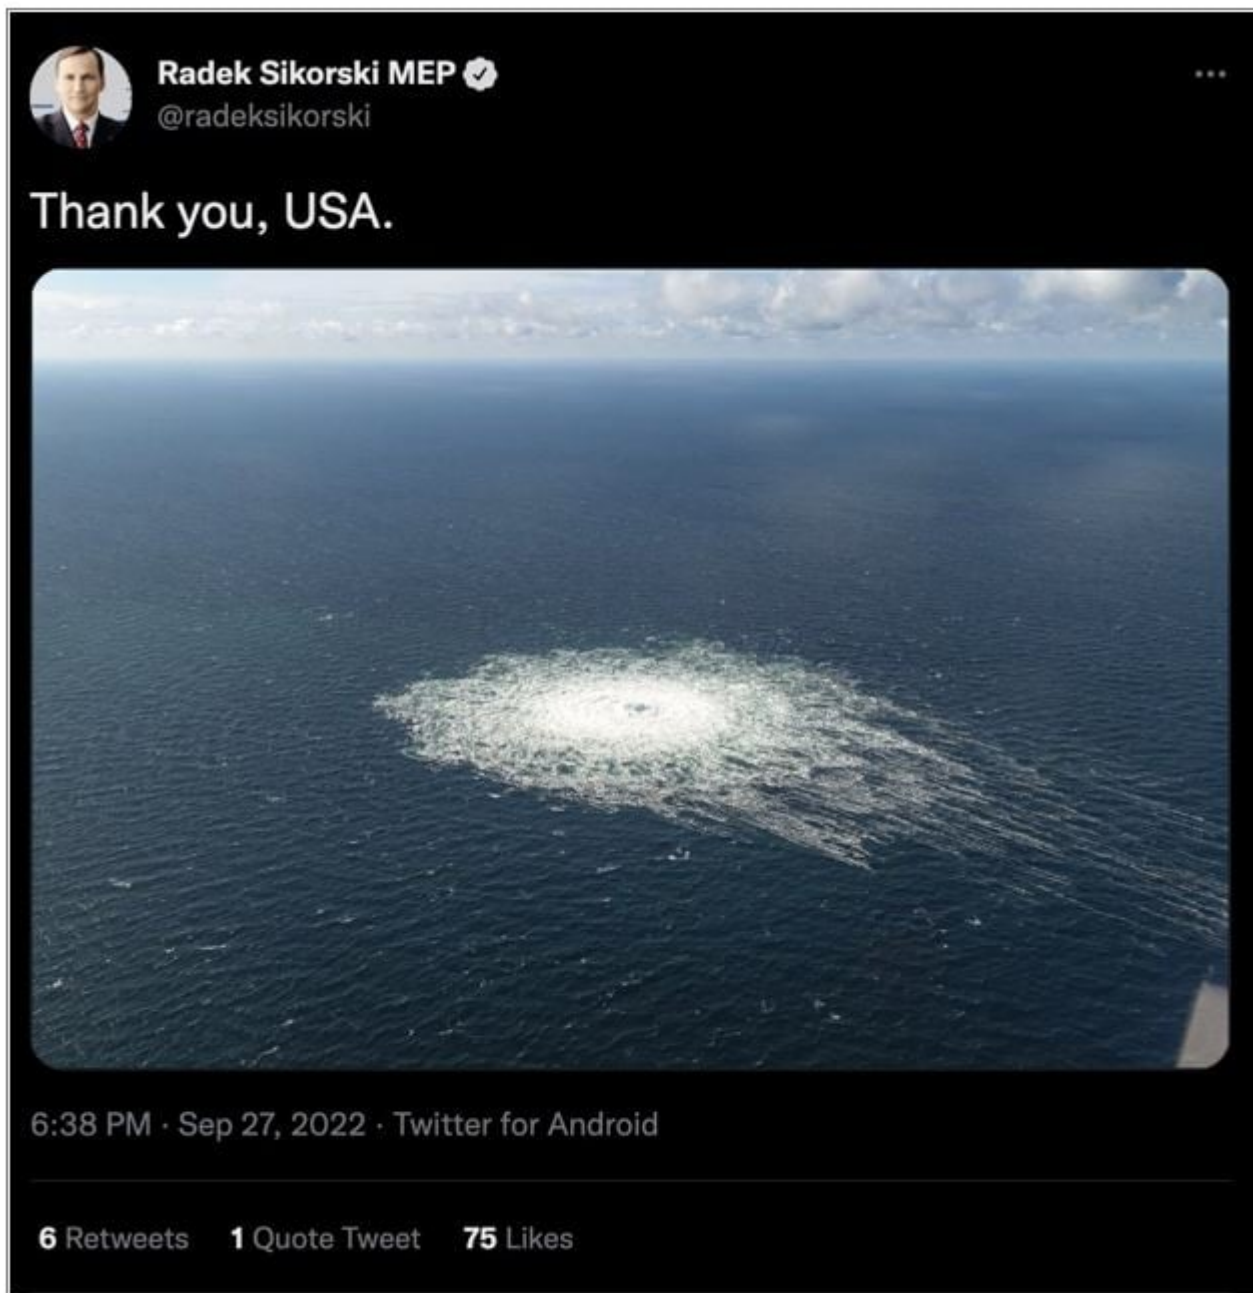 Radek Sikorski MEP
@radeksikorski
Thank you, USA.
6:38 PM · Sep 27, 2022 · Twitter for Android
6 Retweets 1 Quote Tweet 75 Likes